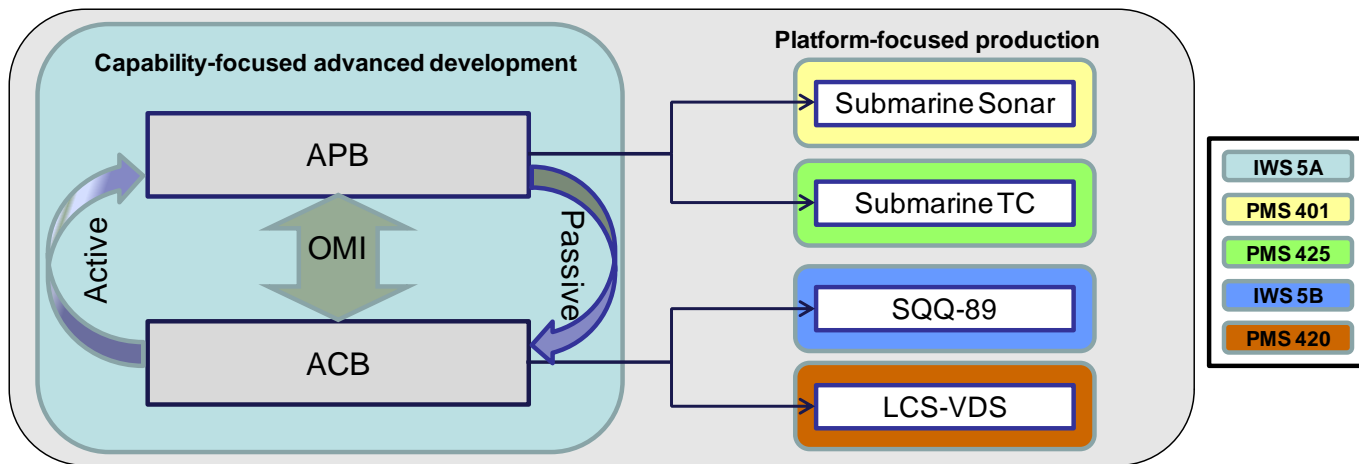 Capability-focused advanced development
APB
Active
OMI
Passive
ACB
Platform-focused production
Submarine Sonar
Submarine TC
SQQ-89
LCS-VDS
IWS 5A
PMS 401
PMS 425
IWS 5B
PMS 420